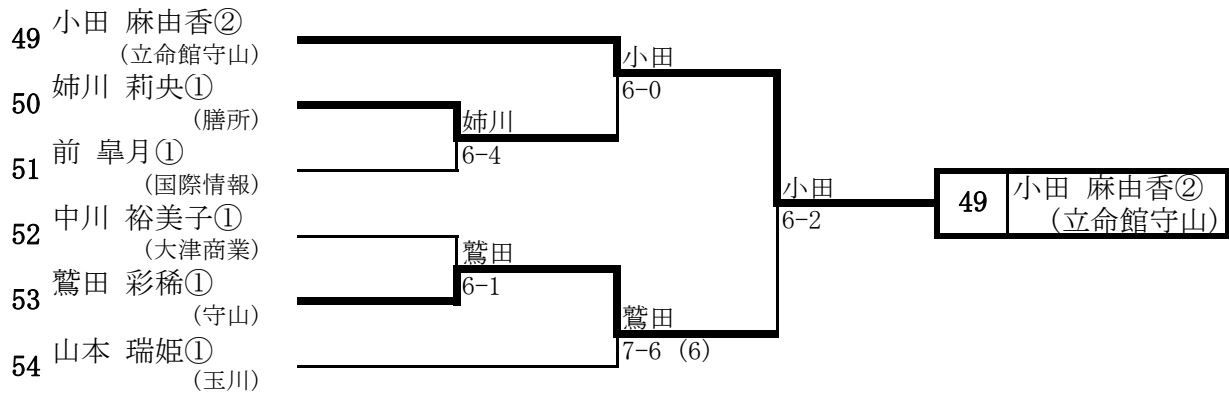 49 小田 麻由香②
(立命館守山)
50 姉川 莉央①
(膳所)
51 前 皐月①
(国際情報)
52 中川 裕美子①
(大津商業)
53 鷲田 彩稀①
(守山)
54 山本 瑞姫①
(玉川)
姉川
6-4
鷲田
6-1
小田
6-0
鷲田
7-6 (6)
小田
6-2
49 小田 麻由香②
(立命館守山)